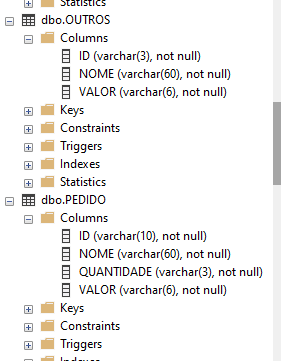 Statistics
dbo.OUTROS
Columns
ID (varchar(3), not null)
NOME (varchar(60), not null)
VALOR (varchar(6), not null)
Keys
Constraints
Triggers
Indexes
Statistics
dbo.PEDIDO
Columns
ID (varchar(10), not null)
NOME (varchar(60), not null)
QUANTIDADE (varchar(3), not null)
VALOR (varchar(6), not null)
Keys
Constraints
Triggers
Indexes